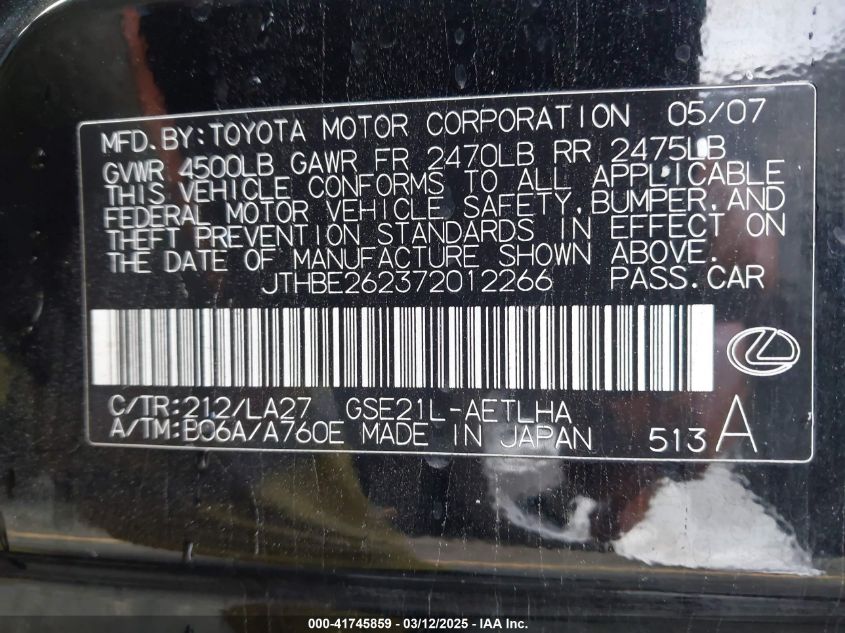 MFD.BY:TOYOTA MOTOR CORPORATION 05/07
GVWR 4500LB GAWR FR 2470LB RR 2475LB
THIS VEHICLE CONFORMS TO ALL APPLICABLE
FEDERAL MOTOR VEHICLE SAFETY,BUMPER,AND
THEFT PREVENTION STANDARDS IN EFFECT ON
THE DATE OF MANUFACTURE SHOWN ABOVE.
JTHBE262372012266 PASS.CAR
C/TR:212/LA27 GSE21L-AETLHA
A/TM:B06A/A760E MADE IN JAPAN 513 A
000-41745859 - 03/12/2025 - IAA Inc.